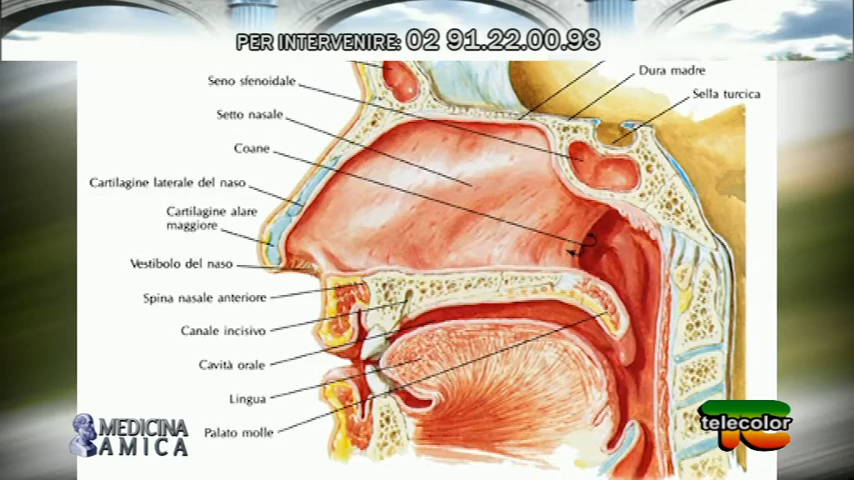 PER INTERVENIRE: 02 91.22.00.98
Dura madre
Seno sfenoidale
Sella turcica
Setto nasale
Coane
Cartilagine laterale del naso
Cartilagine alare
maggiore
Vestibolo del naso
Spina nasale anteriore
Canale incisivo
Cavità orale
Lingua
Palato molle
MEDICINA
AMICA
telecolor